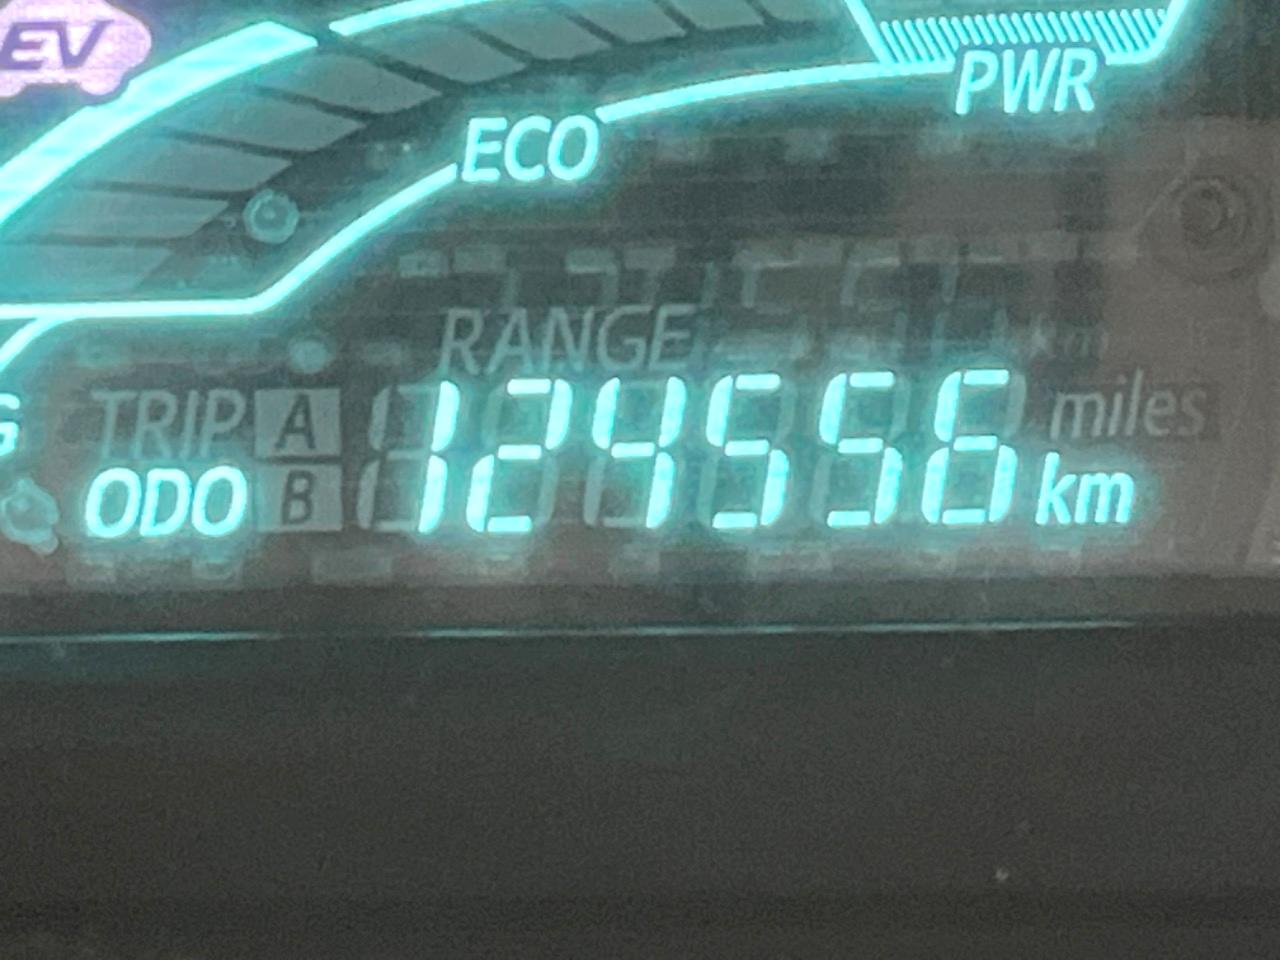 EV
PWR
ECO
RANGE
TRIP A miles
ODO B 124556 km